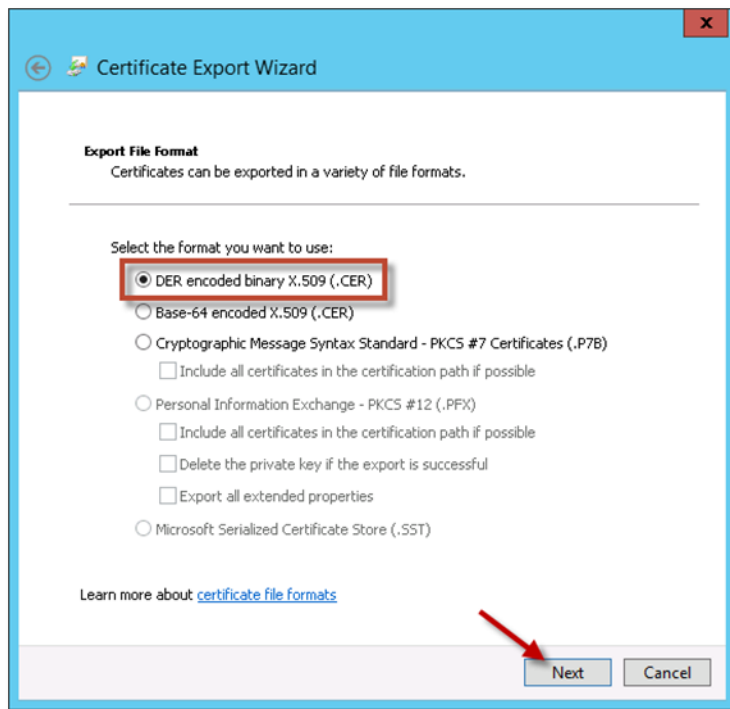 x
Certificate Export Wizard
Export File Format
Certificates can be exported in a variety of file formats.
Select the format you want to use:
DER encoded binary X.509 (.CER)
Base-64 encoded X.509 (.CER)
Cryptographic Message Syntax Standard - PKCS #7 Certificates (.P7B)
Include all certificates in the certification path if possible
Personal Information Exchange - PKCS #12 (.PFX)
Include all certificates in the certification path if possible
Delete the private key if the export is successful
Export all extended properties
Microsoft Serialized Certificate Store (.SST)
Learn more about certificate file formats
Next Cancel